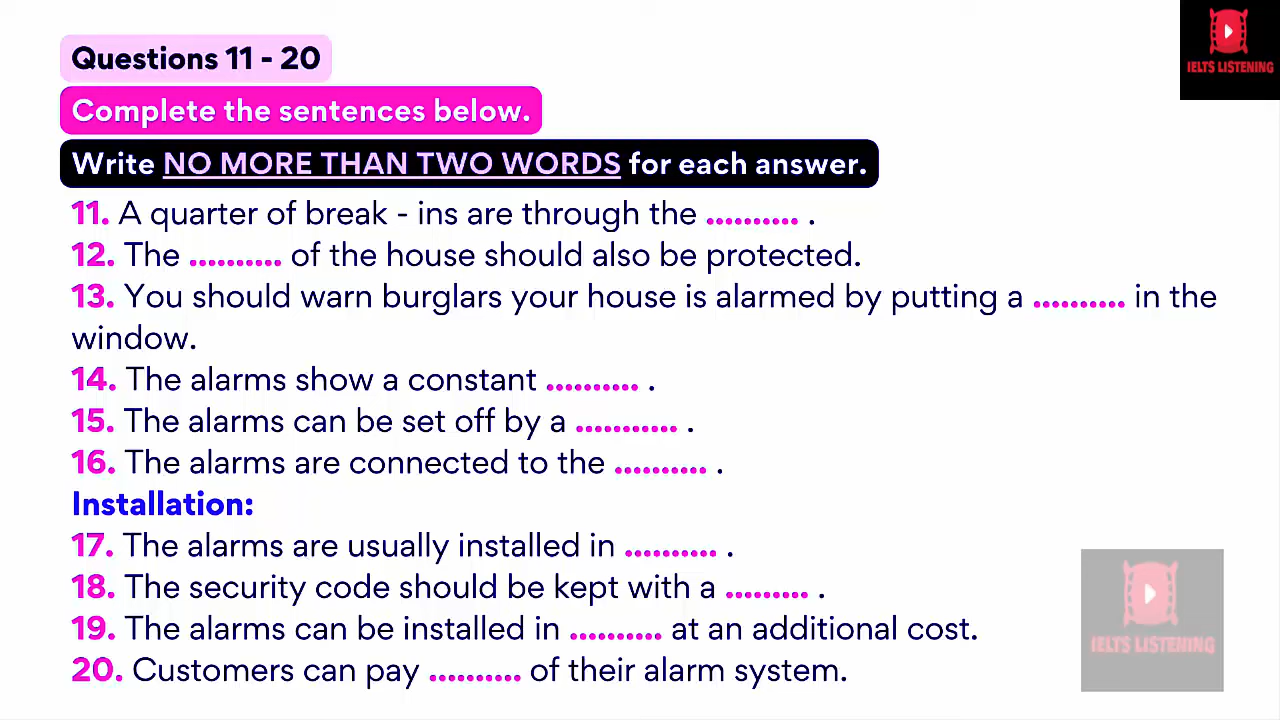 IELTS LISTENING
Questions 11 - 20
Complete the sentences below.
Write NO MORE THAN TWO WORDS for each answer.
11. A quarter of break - ins are through the .......... .
12. The .......... of the house should also be protected.
13. You should warn burglars your house is alarmed by putting a .......... in the
window.
14. The alarms show a constant .......... .
15. The alarms can be set off by a ........... .
16. The alarms are connected to the .......... .
Installation:
17. The alarms are usually installed in .......... .
18. The security code should be kept with a ......... .
19. The alarms can be installed in .......... at an additional cost.
20. Customers can pay .......... of their alarm system.
IELTS LISTENING